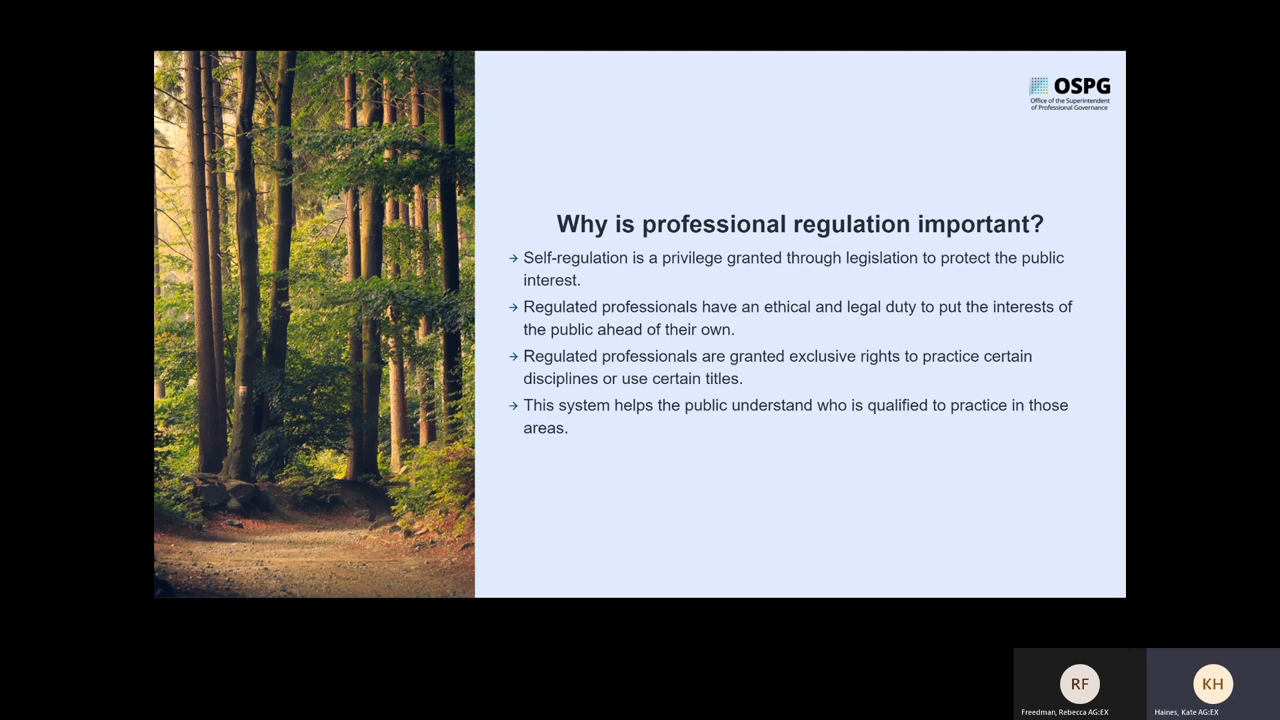 OSPG
Office of the Superintendent
of Professional Governance
Why is professional regulation important?
→ Self-regulation is a privilege granted through legislation to protect the public
interest.
→ Regulated professionals have an ethical and legal duty to put the interests of
the public ahead of their own.
→ Regulated professionals are granted exclusive rights to practice certain
disciplines or use certain titles.
→ This system helps the public understand who is qualified to practice in those
areas.
RF
Freedman, Rebecca AG:EX
KH
Haines, Kate AG:EX